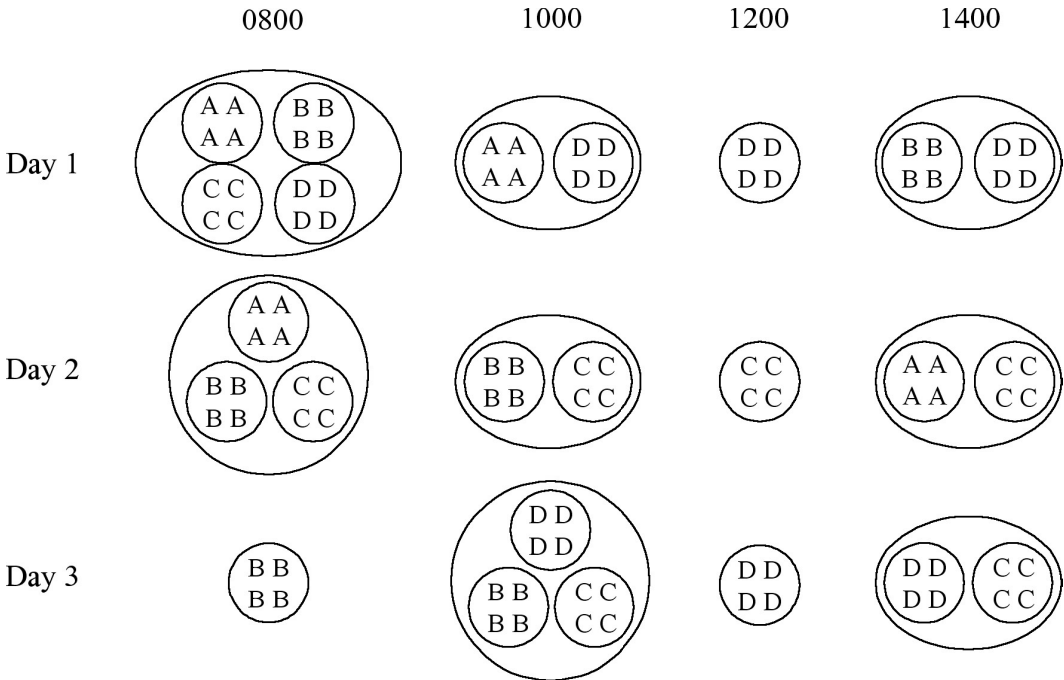 0800 1000 1200 1400
A A B B
A A B B
C C D D
C C D D
A A D D
A A D D
D D
D D
B B D D
B B D D
Day 1
A A
A A
B B C C
B B C C
B B C C
B B C C
C C
C C
A A C C
A A C C
Day 2
B B
B B
D D
D D
B B C C
B B C C
D D
D D
D D C C
D D C C
Day 3